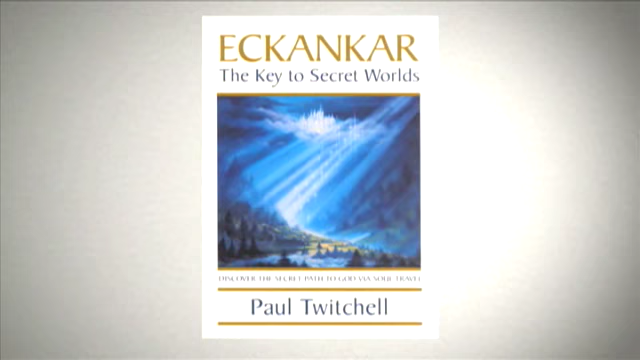 ECKANKAR
The Key to Secret Worlds
DISCOVER THE SECRET PATH TO GOD VIA SOUL TRAVEL
Paul Twitchell